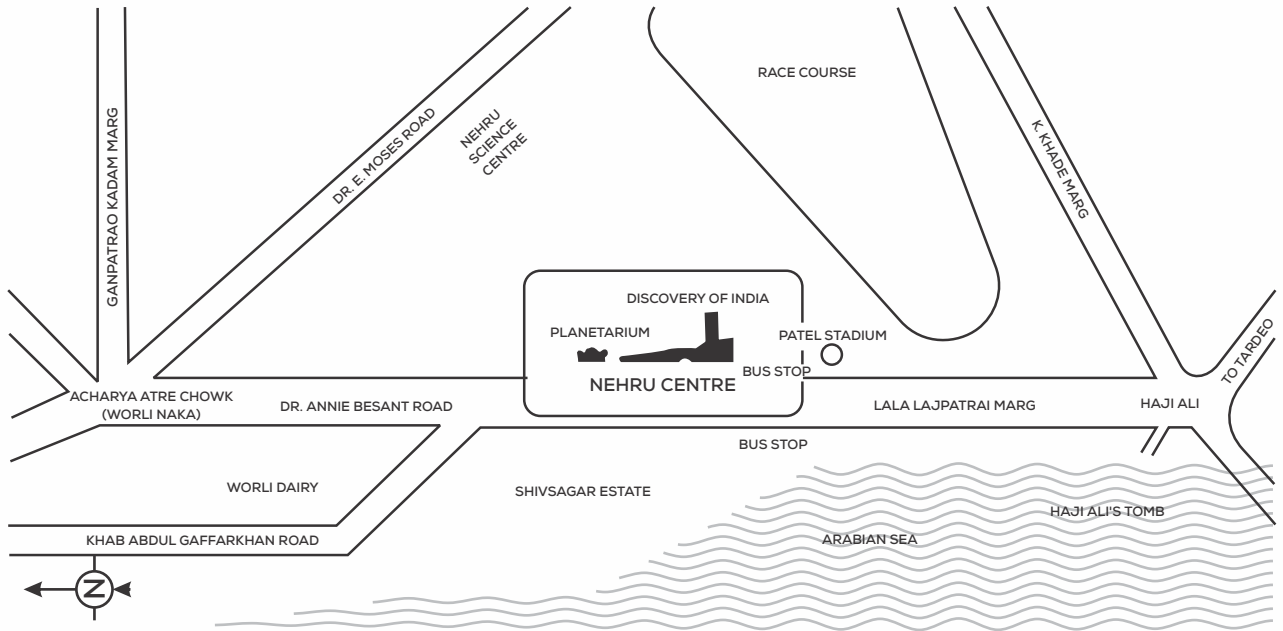 RACE COURSE
GANPATRAO KADAM MARG
DR. E. MOSES ROAD
NEHRU
SCIENCE
CENTRE
K. KHADE MARG
DISCOVERY OF INDIA
PLANETARIUM
PATEL STADIUM
BUS STOP
NEHRU CENTRE
TO TARDEO
ACHARYA ATRE CHOWK
(WORLI NAKA)
DR. ANNIE BESANT ROAD
LALA LAJPATRAI MARG
HAJI ALI
BUS STOP
WORLI DAIRY
SHIVSAGAR ESTATE
HAJI ALI'S TOMB
KHAB ABDUL GAFFARKHAN ROAD
ARABIAN SEA
N